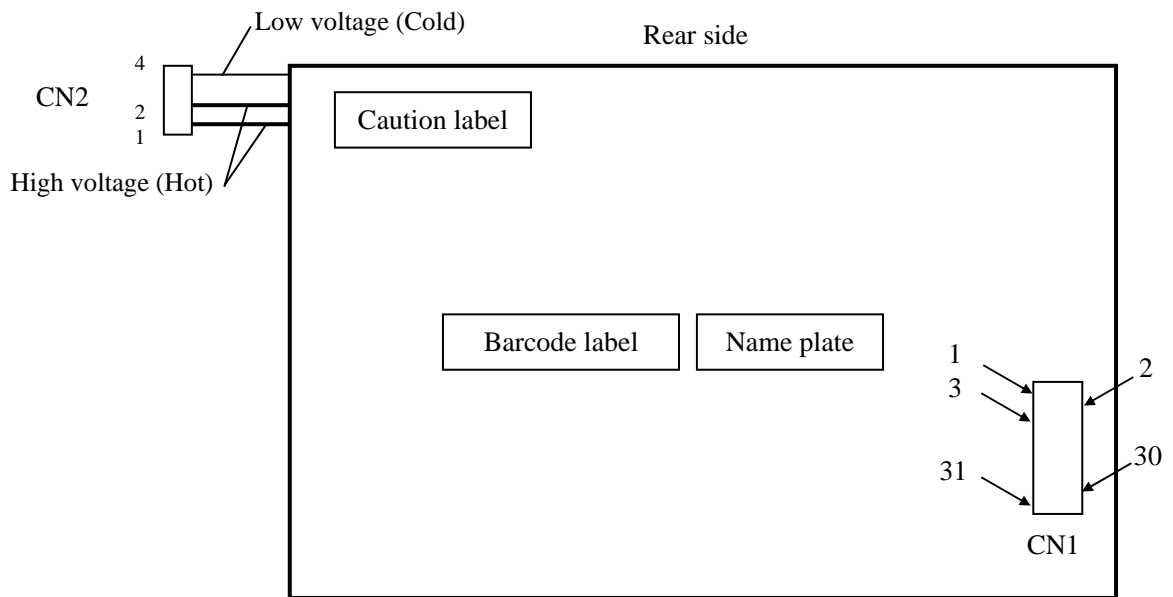 Low voltage (Cold)
Rear side
4
CN2
2
1
Caution label
High voltage (Hot)
Barcode label
Name plate
1
2
3
31
30
CN1